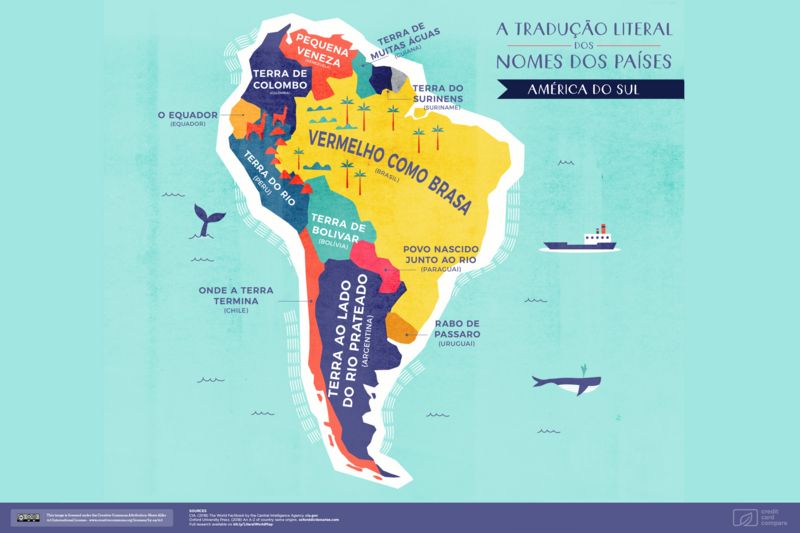 A TRADUÇÃO LITERAL
DOS
NOMES DOS PAÍSES
AMÉRICA DO SUL
PEQUENA
VENEZA
(VENEZUELA)
TERRA DE
MUITAS ÁGUAS
(GUIANA)
TERRA DE
COLOMBO
(COLÔMBIA)
TERRA DO
SURINENS
(SURINAME)
O EQUADOR
(EQUADOR)
VERMELHO COMO BRASA
(BRASIL)
TERRA DO RIO
(PERU)
TERRA DE
BOLIVAR
(BOLÍVIA)
POVO NASCIDO
JUNTO AO RIO
(PARAGUAI)
ONDE A TERRA
TERMINA
(CHILE)
TERRA AO LADO
DO RIO PRATEADO
(ARGENTINA)
RABO DE
PASSARO
(URUGUAI)
This image is licensed under the Creative Commons Attribution-Share Alike
4.0 International License - www.creativecommons.org/licenses/by-sa/4.0
SOURCES
CIA. (2018) The World Factbook by the Central Intelligence Agency cia.gov
Oxford University Press. (2018) An A-Z of country name origins. oxforddictionaries.com
Full research available on bit.ly/LiteralWorldMap
credit
card
compare